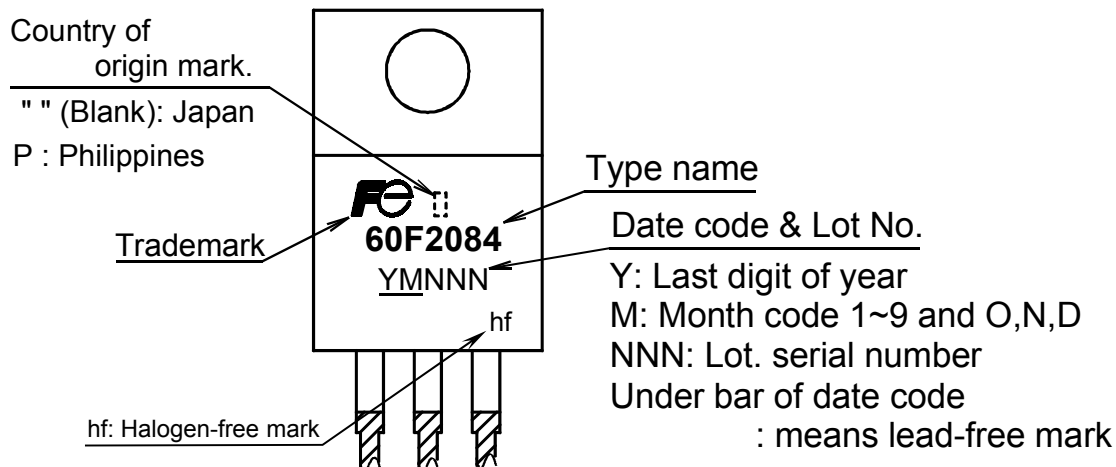 Country of
origin mark.
" " (Blank): Japan
P : Philippines
Trademark
Fe
60F2084
YMNNN
hf
hf: Halogen-free mark
Type name
Date code & Lot No.
Y: Last digit of year
M: Month code 1~9 and O,N,D
NNN: Lot. serial number
Under bar of date code
: means lead-free mark